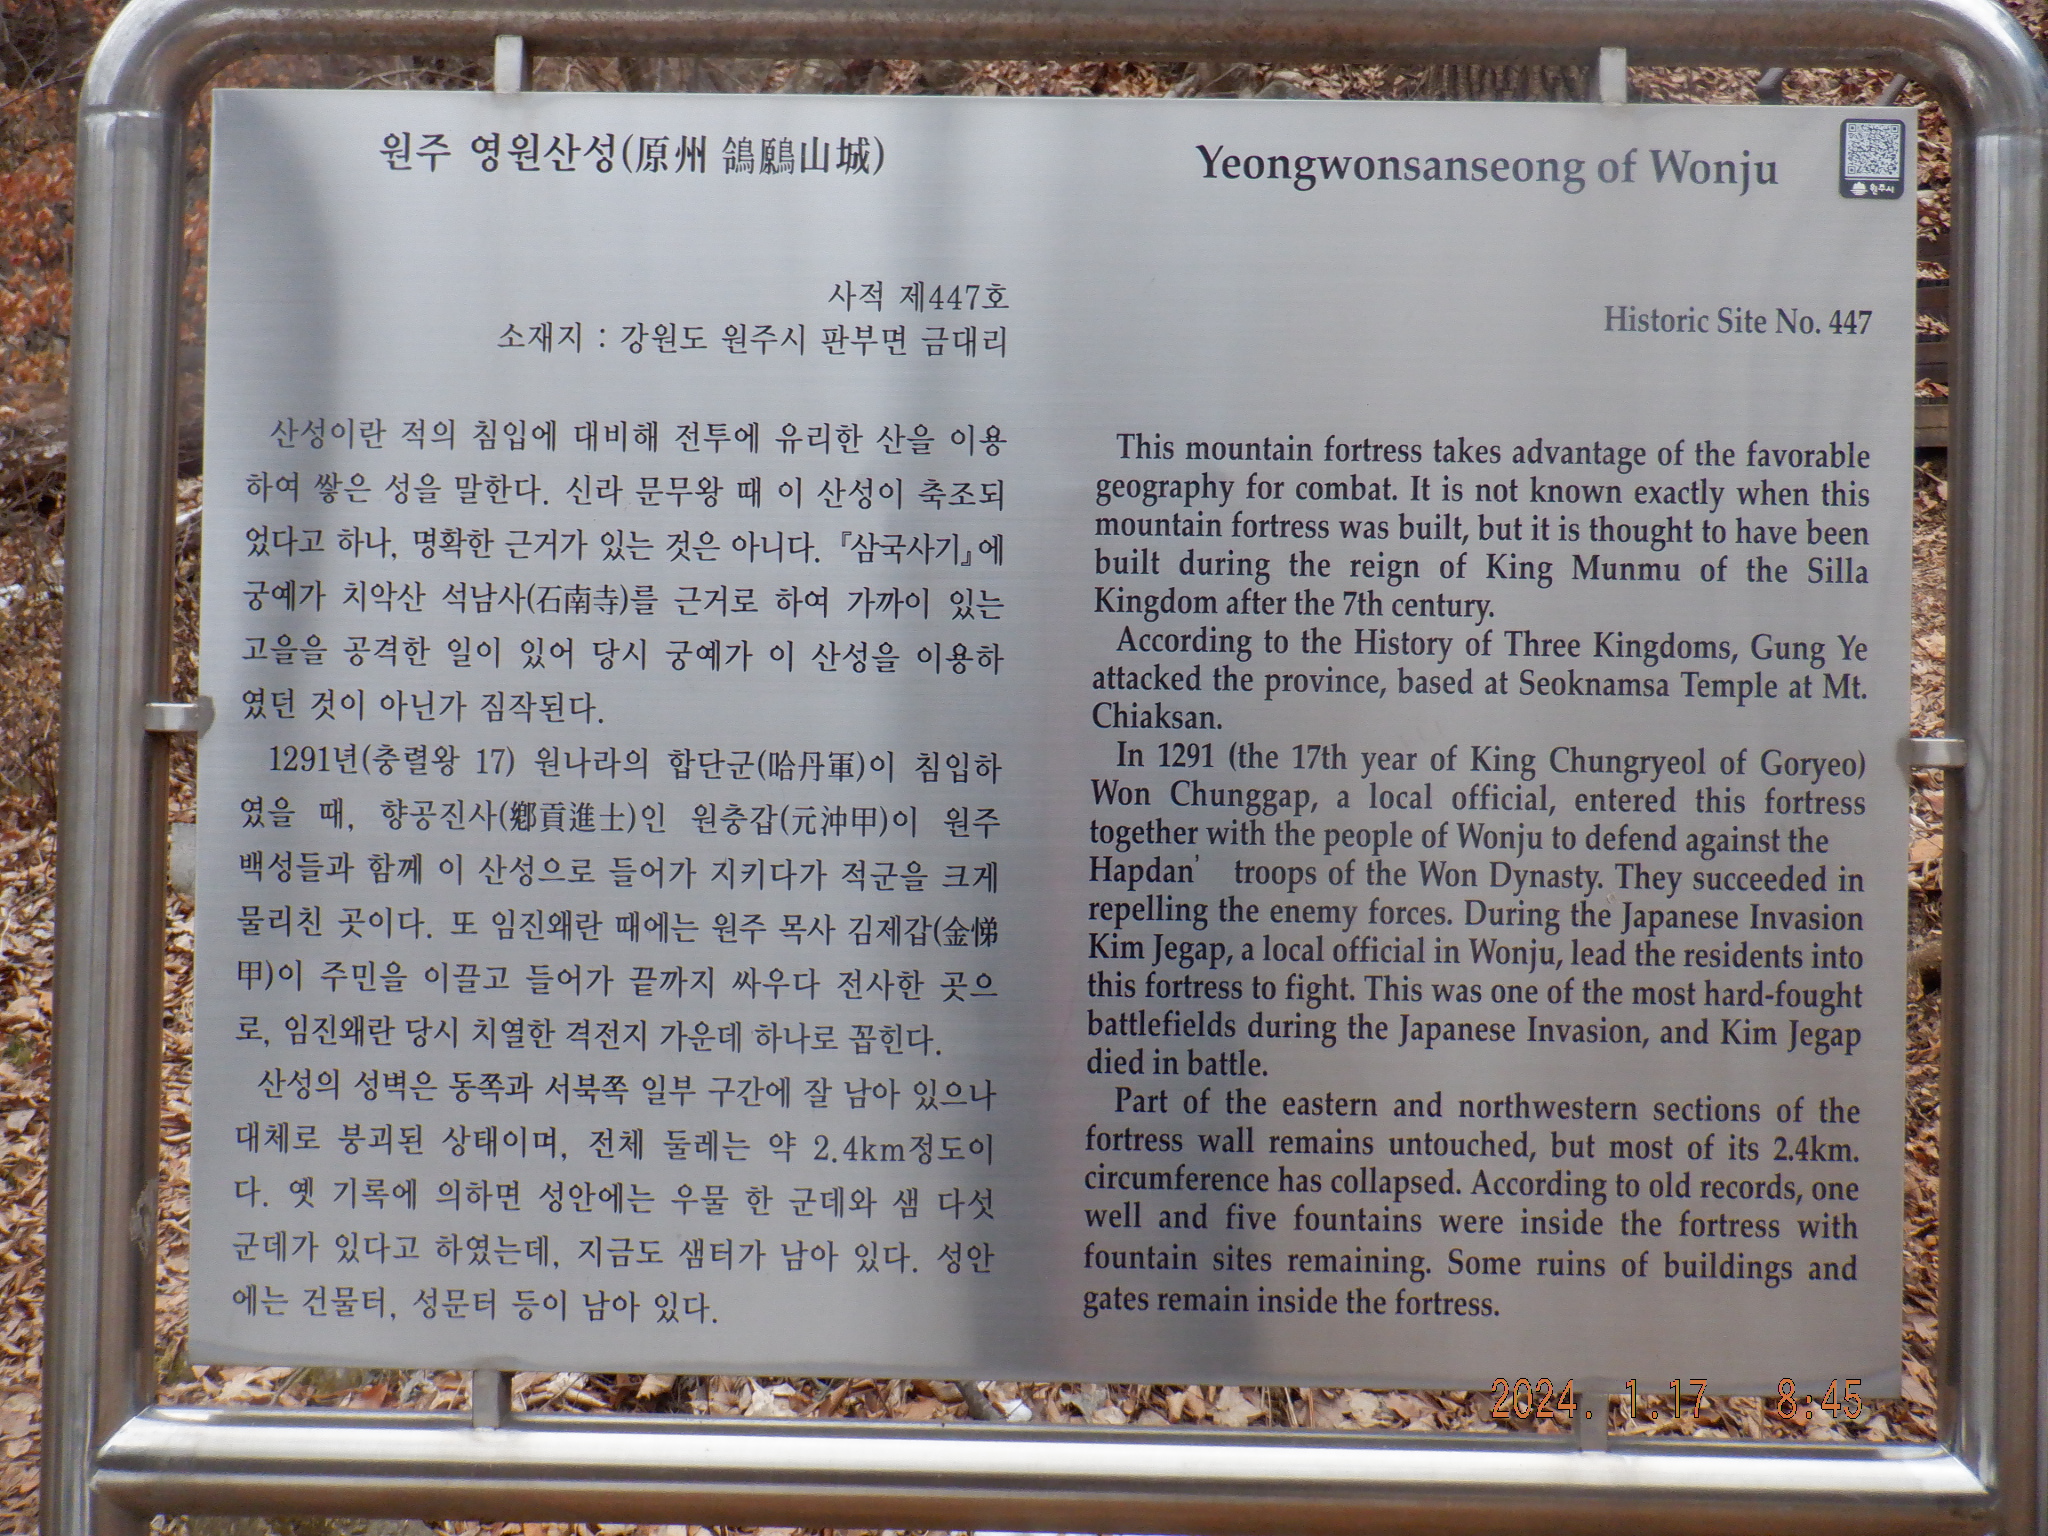 원주 영원산성(原州 鴒鵷山城)
사적 제447호
소재지 : 강원도 원주시 판부면 금대리
산성이란 적의 침입에 대비해 전투에 유리한 산을 이용
하여 쌓은 성을 말한다. 신라 문무왕 때 이 산성이 축조되
었다고 하나, 명확한 근거가 있는 것은 아니다. 『삼국사기』에
궁예가 치악산 석남사(石南寺)를 근거로 하여 가까이 있는
고을을 공격한 일이 있어 당시 궁예가 이 산성을 이용하
였던 것이 아닌가 짐작된다.
1291년(충렬왕 17) 원나라의 합단군(哈丹軍)이 침입하
였을 때, 향공진사(鄕貢進士)인 원충갑(元沖甲)이 원주
백성들과 함께 이 산성으로 들어가 지키다가 적군을 크게
물리친 곳이다. 또 임진왜란 때에는 원주 목사 김제갑(金悌
甲)이 주민을 이끌고 들어가 끝까지 싸우다 전사한 곳으
로, 임진왜란 당시 치열한 격전지 가운데 하나로 꼽힌다.
산성의 성벽은 동쪽과 서북쪽 일부 구간에 잘 남아 있으나
대체로 붕괴된 상태이며, 전체 둘레는 약 2.4km정도이
다. 옛 기록에 의하면 성안에는 우물 한 군데와 샘 다섯
군데가 있다고 하였는데, 지금도 샘터가 남아 있다. 성안
에는 건물터, 성문터 등이 남아 있다.
Yeongwonsanseong of Wonju
원주시
Historic Site No. 447
This mountain fortress takes advantage of the favorable
geography for combat. It is not known exactly when this
mountain fortress was built, but it is thought to have been
built during the reign of King Munmu of the Silla
Kingdom after the 7th century.
According to the History of Three Kingdoms, Gung Ye
attacked the province, based at Seoknamsa Temple at Mt.
Chiaksan.
In 1291 (the 17th year of King Chungryeol of Goryeo)
Won Chunggap, a local official, entered this fortress
together with the people of Wonju to defend against the
Hapdan' troops of the Won Dynasty. They succeeded in
repelling the enemy forces. During the Japanese Invasion
Kim Jegap, a local official in Wonju, lead the residents into
this fortress to fight. This was one of the most hard-fought
battlefields during the Japanese Invasion, and Kim Jegap
died in battle.
Part of the eastern and northwestern sections of the
fortress wall remains untouched, but most of its 2.4km.
circumference has collapsed. According to old records, one
well and five fountains were inside the fortress with
fountain sites remaining. Some ruins of buildings and
gates remain inside the fortress.
2024. 1.17 8:45